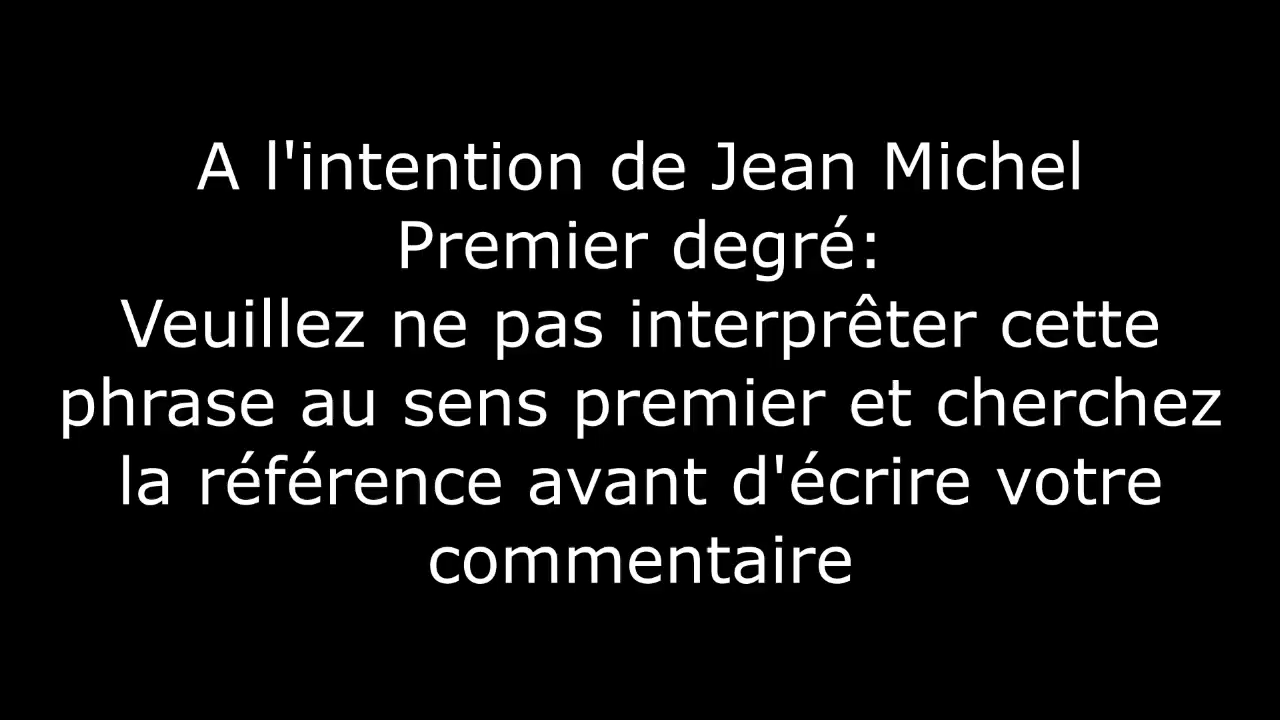 A l'intention de Jean Michel
Premier degré:
Veuillez ne pas interprêter cette
phrase au sens premier et cherchez
la référence avant d'écrire votre
commentaire